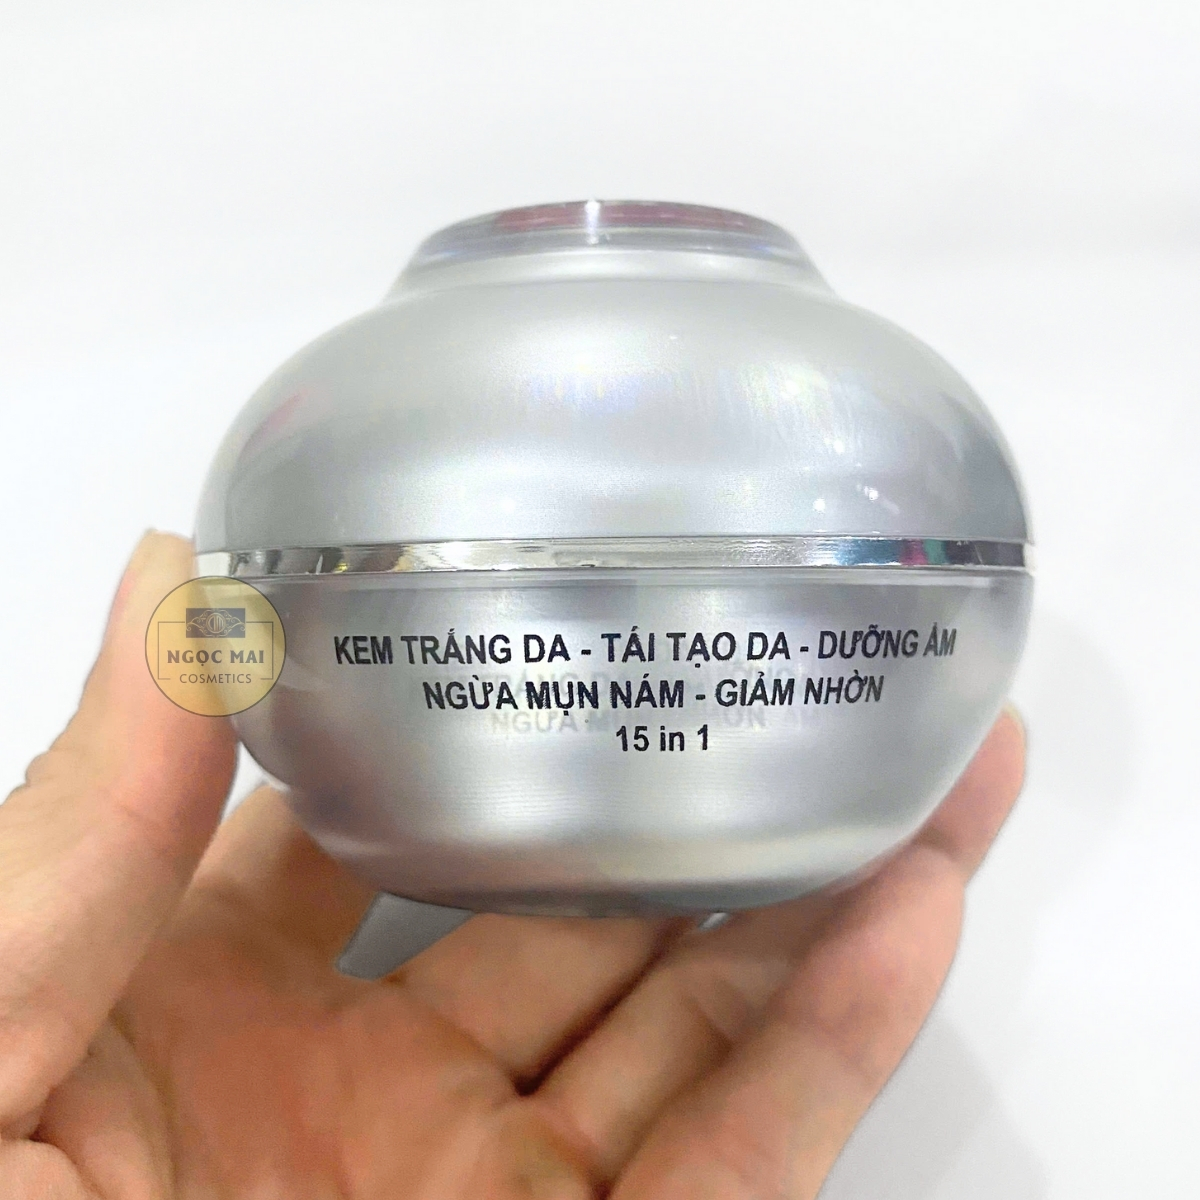 KEM TRẮNG DA - TÁI TẠO DA - DƯỠNG ẨM
NGỪA MỤN NÁM - GIẢM NHỜN
15 in 1
NGỌC MAI
COSMETICS